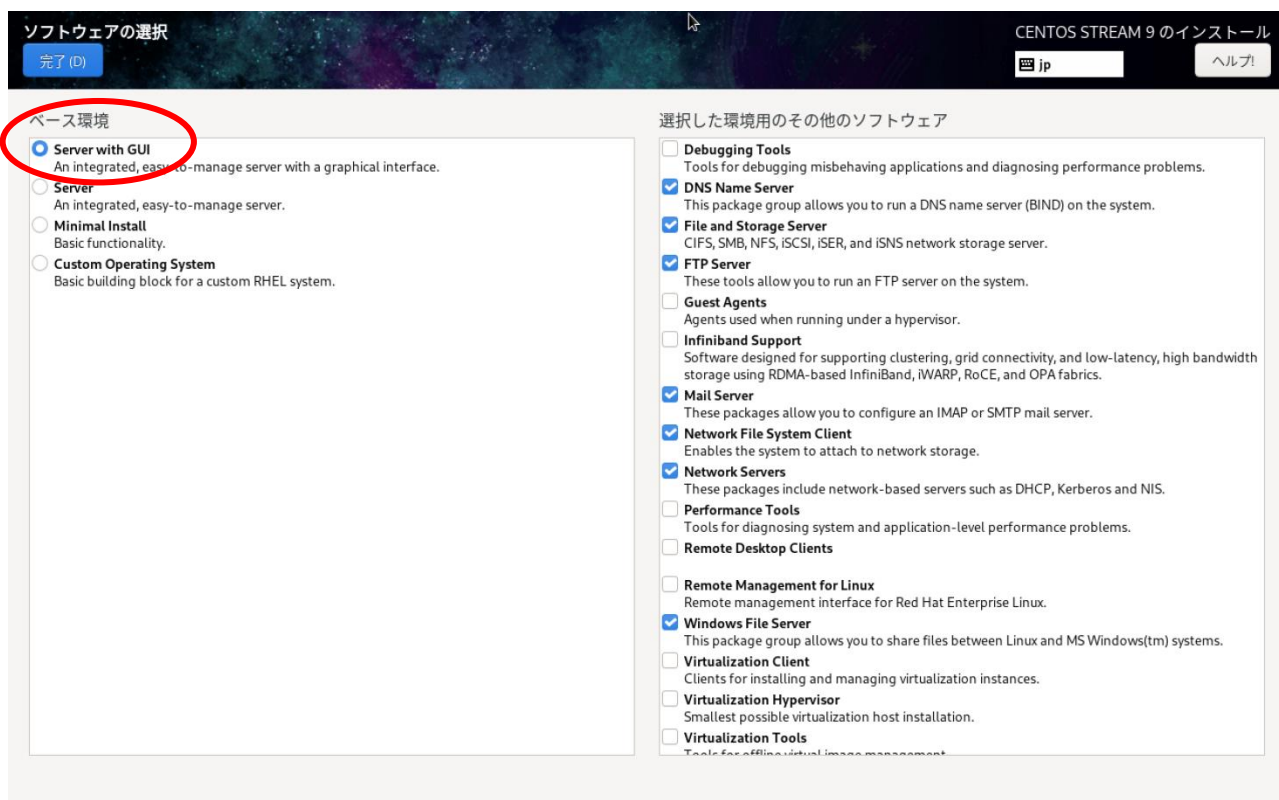 ソフトウェアの選択
完了(D)
CENTOS STREAM 9 のインストール
jp
ヘルプ!
ベース環境
Server with GUI
An integrated, easy-to-manage server with a graphical interface.
Server
An integrated, easy-to-manage server.
Minimal Install
Basic functionality.
Custom Operating System
Basic building block for a custom RHEL system.
選択した環境用のその他のソフトウェア
Debugging Tools
Tools for debugging misbehaving applications and diagnosing performance problems.
DNS Name Server
This package group allows you to run a DNS name server (BIND) on the system.
File and Storage Server
CIFS, SMB, NFS, iSCSI, iSER, and iSNS network storage server.
FTP Server
These tools allow you to run an FTP server on the system.
Guest Agents
Agents used when running under a hypervisor.
Infiniband Support
Software designed for supporting clustering, grid connectivity, and low-latency, high bandwidth
storage using RDMA-based InfiniBand, iWARP, RoCE, and OPA fabrics.
Mail Server
These packages allow you to configure an IMAP or SMTP mail server.
Network File System Client
Enables the system to attach to network storage.
Network Servers
These packages include network-based servers such as DHCP, Kerberos and NIS.
Performance Tools
Tools for diagnosing system and application-level performance problems.
Remote Desktop Clients
Remote Management for Linux
Remote management interface for Red Hat Enterprise Linux.
Windows File Server
This package group allows you to share files between Linux and MS Windows(tm) systems.
Virtualization Client
Clients for installing and managing virtualization instances.
Virtualization Hypervisor
Smallest possible virtualization host installation.
Virtualization Tools
Tools for offline virtual image management.